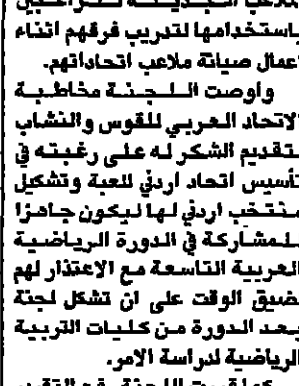 باستخدامها لتدريب فرقهم اثناء
اعمال صيانة ملاعب اتحاداتهم.
وأوصت اللجنة مخاطبة
الاتحاد العربي للقوس والنشاب
بتقديم الشكر له على رغبته في
تأسيس اتحاد اردني للعبة وتشكيل
منتخب اردني لها ليكون جاهزا
للمشاركة في الدورة الرياضية
العربية التاسعة مع الاعتذار لهم
لضيق الوقت على ان تشكل لجنة
بعد الدورة من كليات التربية
الرياضية لدراسة الامر.